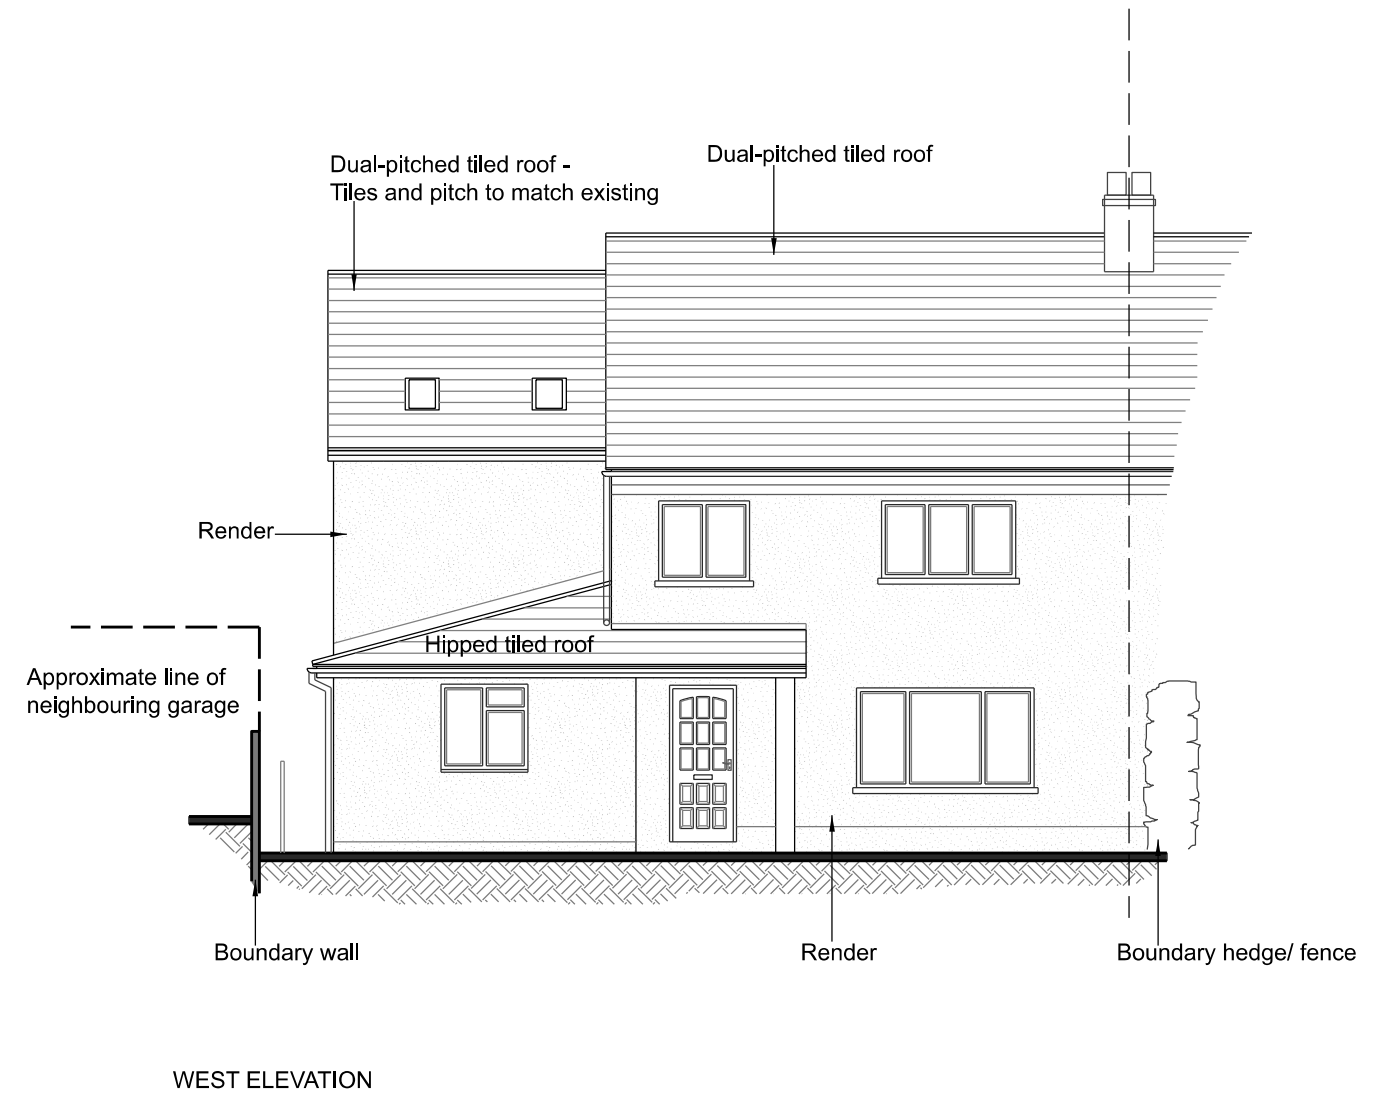 Dual-pitched tiled roof -
Tiles and pitch to match existing
Dual-pitched tiled roof
Render
Hipped tiled roof
Approximate line of
neighbouring garage
Boundary wall
Render
Boundary hedge/ fence
WEST ELEVATION